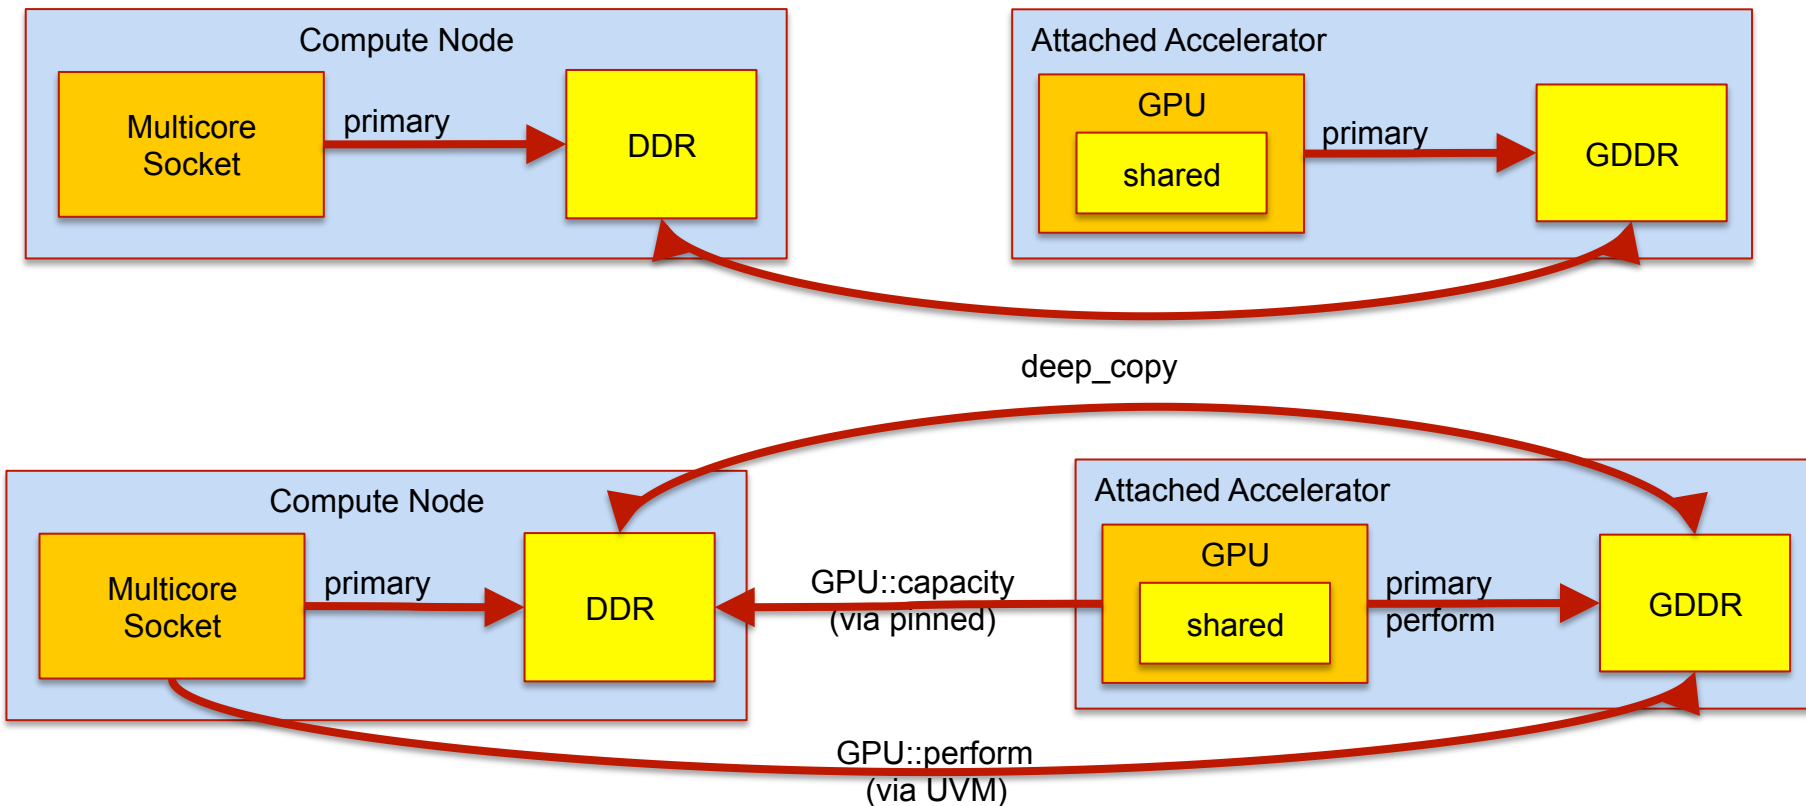 Compute Node
Multicore
Socket
primary
DDR
Attached Accelerator
GPU
shared
primary
GDDR
deep_copy
Compute Node
Multicore
Socket
primary
DDR
GPU::capacity
(via pinned)
Attached Accelerator
GPU
shared
primary
perform
GDDR
GPU::perform
(via UVM)